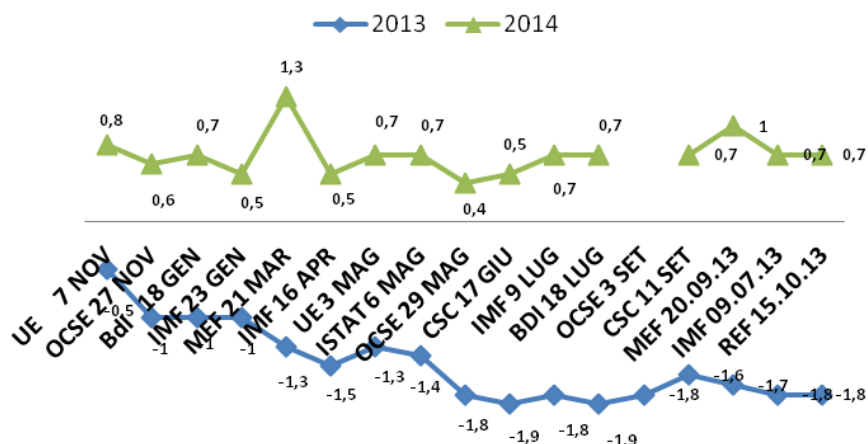 2013 2014
0,8
0,6
0,7
0,5
1,3
0,5
0,7
0,7
0,4
0,5
0,7
0,7
0,7
1
0,7
0,7
UE 7 NOV
OCSE 27 NOV
BdI 18 GEN
IMF 23 GEN
MEF 21 MAR
IMF 16 APR
UE 3 MAG
ISTAT 6 MAG
OCSE 29 MAG
CSC 17 GIU
IMF 9 LUG
BDI 18 LUG
OCSE 3 SET
CSC 11 SET
MEF 20.09.13
IMF 09.07.13
REF 15.10.13
-0,5
-1
-1
-1
-1,3
-1,5
-1,3
-1,4
-1,8
-1,9
-1,8
-1,9
-1,8
-1,6
-1,7
-1,8
-1,8